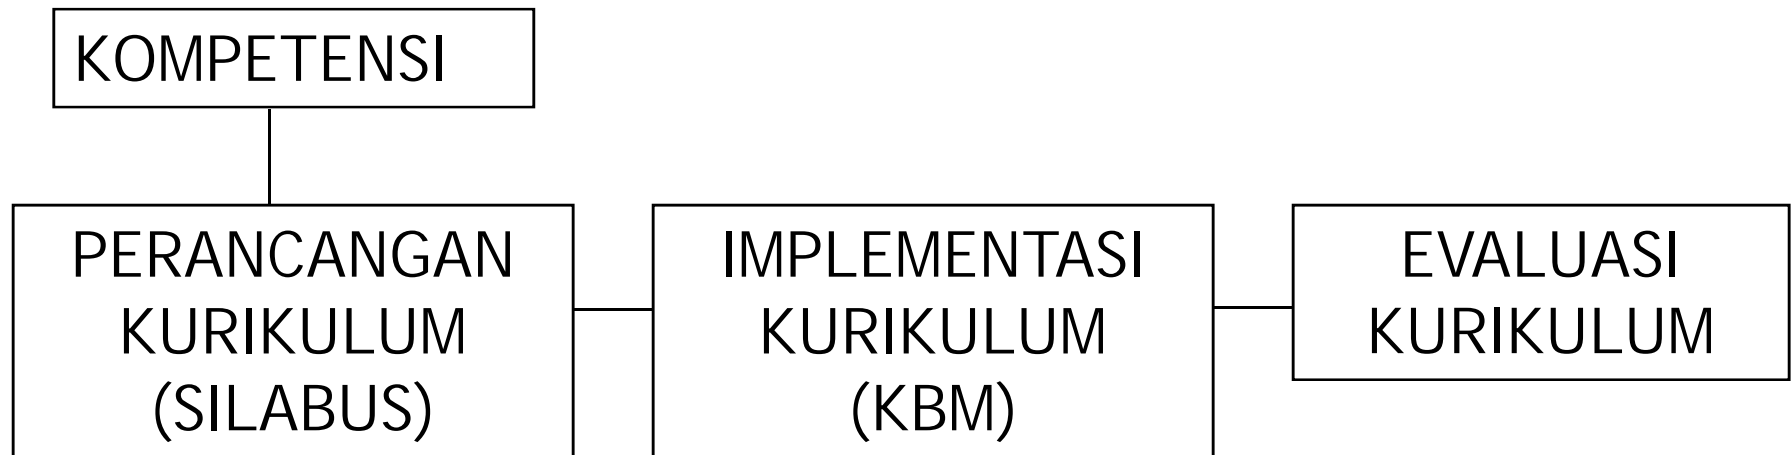 KOMPETENSI
PERANCANGAN
KURIKULUM
(SILABUS)
IMPLEMENTASI
KURIKULUM
(KBM)
EVALUASI
KURIKULUM